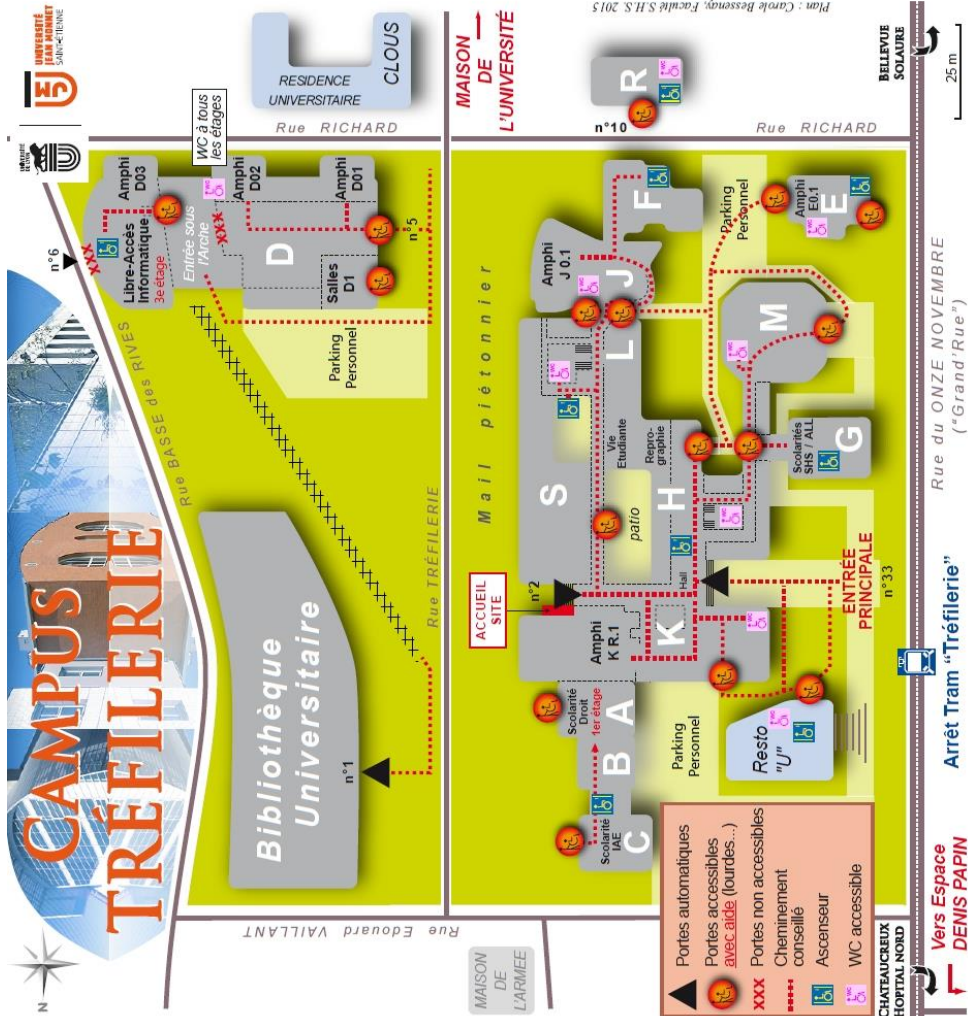 CAMPUS
TRÉFILERIE
UNIVERSITÉ
JEAN MONNET
SAINT-ÉTIENNE
UNIVERSITÉ
DE LYON
N
Rue BASSE des RIVES
n°6
XXX
Libre-Accès
Informatique
3e étage
Amphi
D03
WC à tous
les étages
Entrée sous
l'Arche
XXX
Amphi
D02
Amphi
D01
D
Salles
D1
n°5
Parking
Personnel
RESIDENCE
UNIVERSITAIRE
CLOUS
Rue RICHARD
MAISON
DE
L'UNIVERSITÉ
Plan : Carole Bessenay, Faculté S.H.S. 2015
Bibliothèque
Universitaire
n°1
Rue TRÉFILERIE
Mail piétonnier
Rue Edouard VAILLANT
MAISON
DE
L'ARMEE
ACCUEIL
SITE
n°2
S
Vie
Etudiante
Repro-
graphie
patio
H
Hall
L
J
Amphi
J 0.1
F
R
n°10
Rue RICHARD
Parking
Personnel
Amphi
E0.1
E
M
Scolarités
SHS / ALL
G
Amphi
K R.1
K
Scolarité
Droit
1er étage
A
B
Scolarité
IAE
C
Parking
Personnel
Resto
"U"
ENTRÉE
PRINCIPALE
n°33
Portes automatiques
Portes accessibles
avec aide (lourdes...)
XXX Portes non accessibles
Cheminement
conseillé
Ascenseur
WC WC accessible
CHATEAUCREUX
HOPITAL NORD
Vers Espace
DENIS PAPIN
Arrêt Tram "Tréfilerie"
Rue du ONZE NOVEMBRE
("Grand'Rue")
BELLEVUE
SOLAURE
25 m